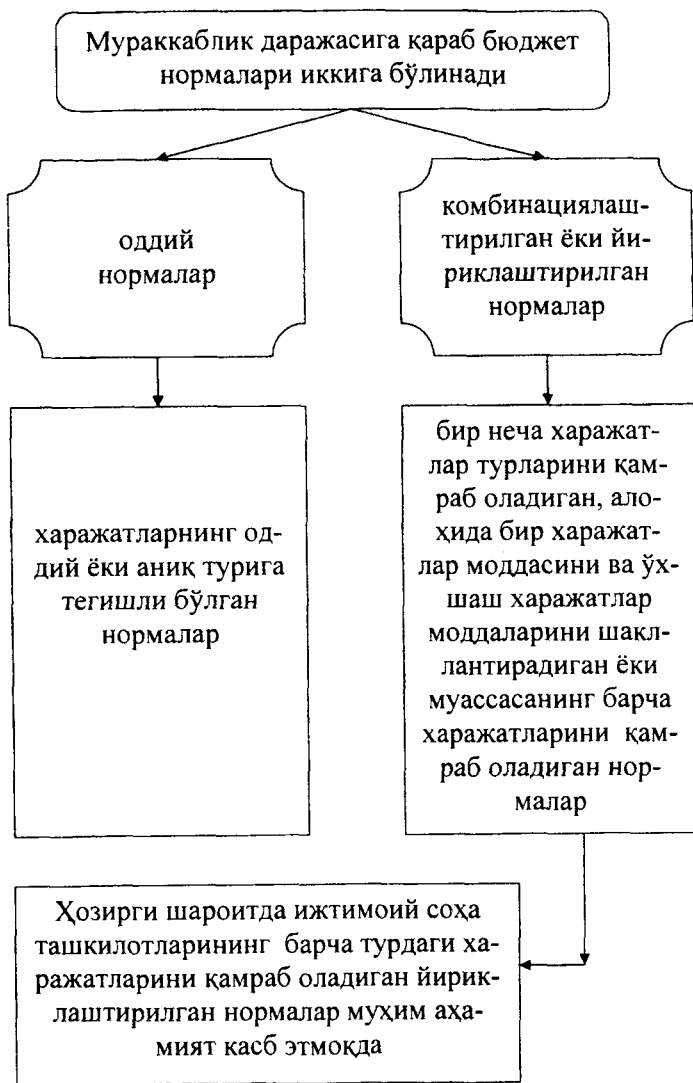 Мураккаблик даражасига қараб бюджет
нормалари иккига бўлинади
оддий
нормалар
комбинациялаш-
тирилган ёки йи-
риклаштирилган
нормалар
харажатларнинг од-
дий ёки аниқ турига
тегишли бўлган
нормалар
бир неча харажат-
лар турларини қам-
раб оладиган, ало-
ҳида бир харажат-
лар моддасини ва ўх-
шаш харажатлар
моддаларини шакл-
лантирадиган ёки
муассасанинг барча
харажатларини қам-
раб оладиган нор-
малар
Ҳозирги шароитда ижтимоий соҳа
ташкилотларининг барча турдаги ха-
ражатларини қамраб оладиган йирик-
лаштирилган нормалар муҳим аҳа-
мият касб этмоқда